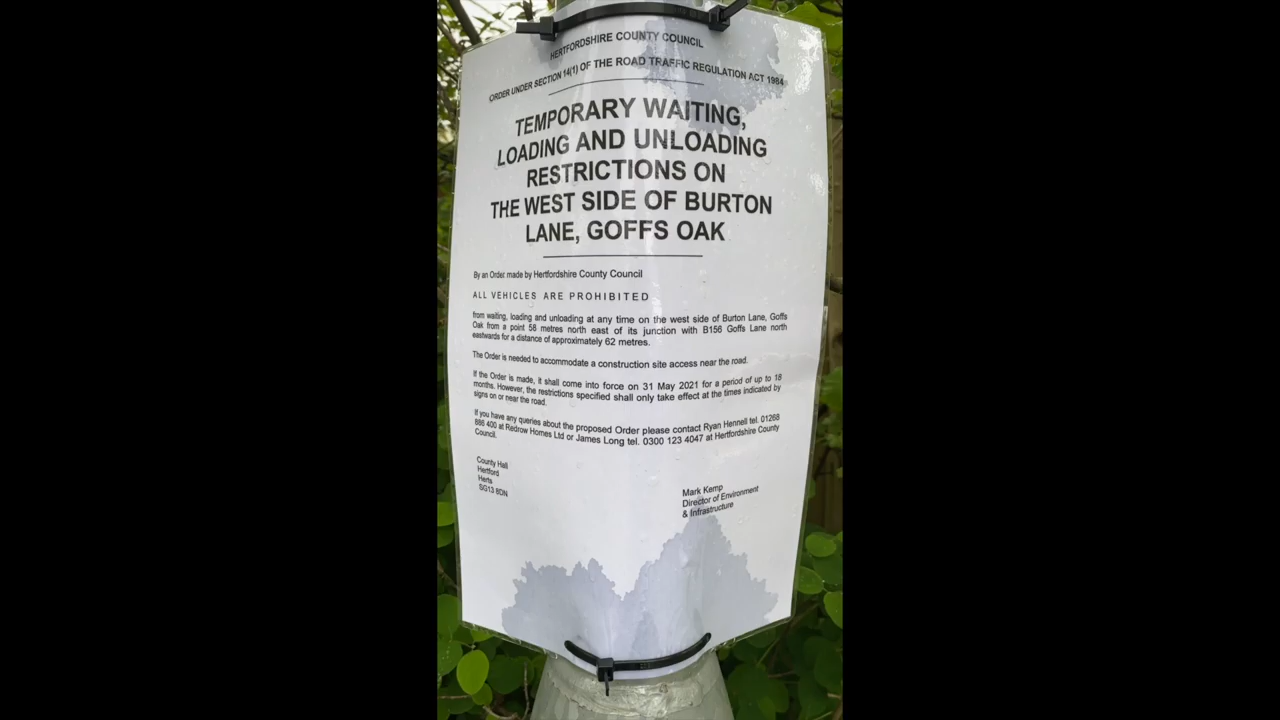 HERTFORDSHIRE COUNTY COUNCIL
ORDER UNDER SECTION 14(1) OF THE ROAD TRAFFIC REGULATION ACT 1984
TEMPORARY WAITING,
LOADING AND UNLOADING
RESTRICTIONS ON
THE WEST SIDE OF BURTON
LANE, GOFFS OAK
By an Order made by Hertfordshire County Council
ALL VEHICLES ARE PROHIBITED
from waiting, loading and unloading at any time on the west side of Burton Lane, Goffs
Oak from a point 58 metres north east of its junction with B156 Goffs Lane north
eastwards for a distance of approximately 62 metres.
The Order is needed to accommodate a construction site access near the road.
If the Order is made, it shall come into force on 31 May 2021 for a period of up to 18
months. However, the restrictions specified shall only take effect at the times indicated by
signs on or near the road.
If you have any queries about the proposed Order please contact Ryan Hennell tel. 01268
886 400 at Redrow Homes Ltd or James Long tel. 0300 123 4047 at Hertfordshire County
Council.
County Hall
Hertford
Herts
SG13 8DN
Mark Kemp
Director of Environment
& Infrastructure